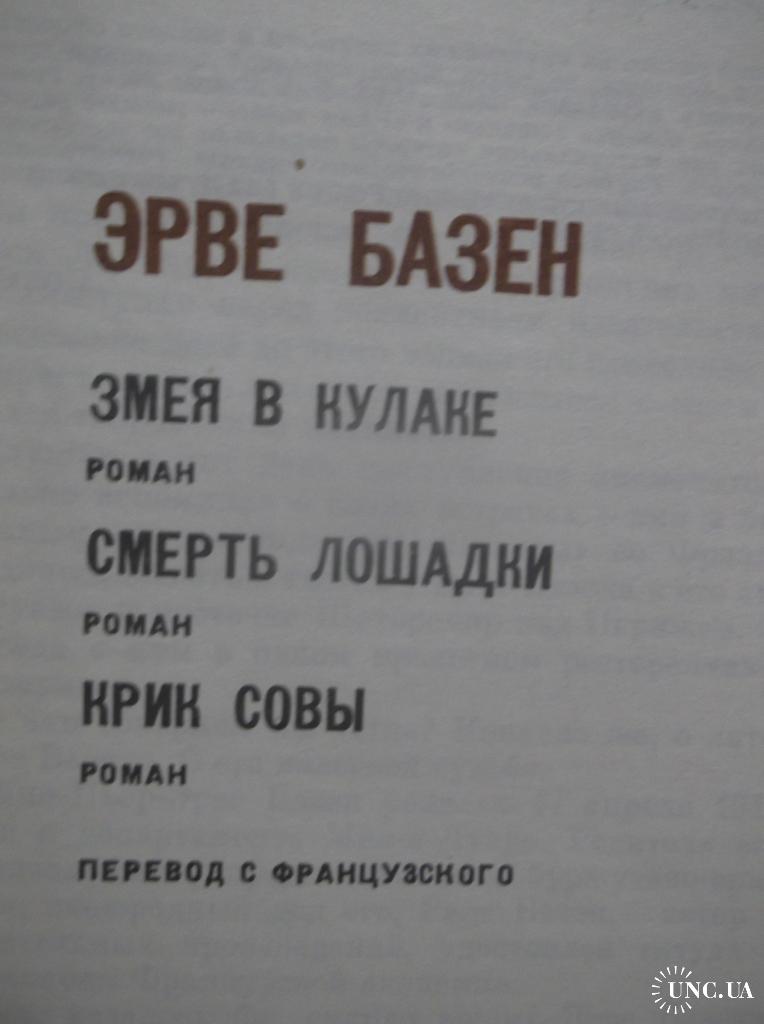 ЭРВЕ БАЗЕН
ЗМЕЯ В КУЛАКЕ
РОМАН
СМЕРТЬ ЛОШАДКИ
РОМАН
КРИК СОВЫ
РОМАН
ПЕРЕВОД С ФРАНЦУЗСКОГО
UNC.UA